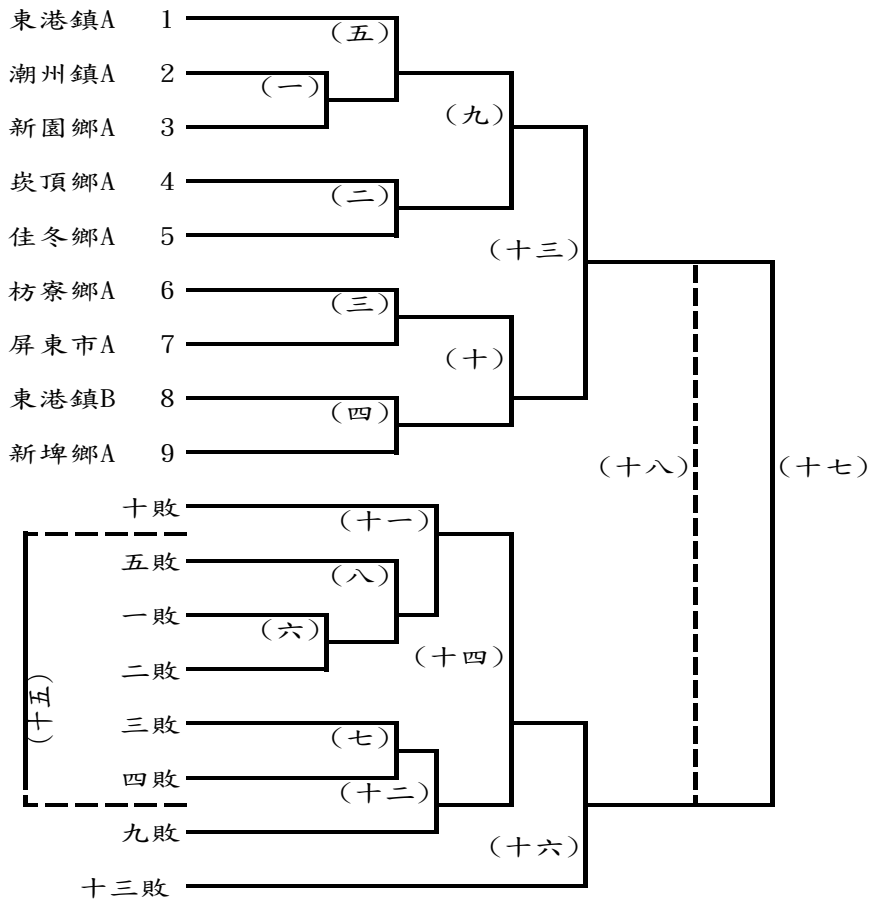 東港鎮A 1
(五)
潮州鎮A 2
(一)
(九)
新園鄉A 3
崁頂鄉A 4
(二)
佳冬鄉A 5
(十三)
枋寮鄉A 6
(三)
屏東市A 7
(十)
東港鎮B 8
(四)
新埤鄉A 9
(十八)
(十七)
十敗
(十一)
五敗
(八)
一敗
(六)
二敗
(十四)
(十五)
三敗
(七)
四敗
(十二)
九敗
(十六)
十三敗